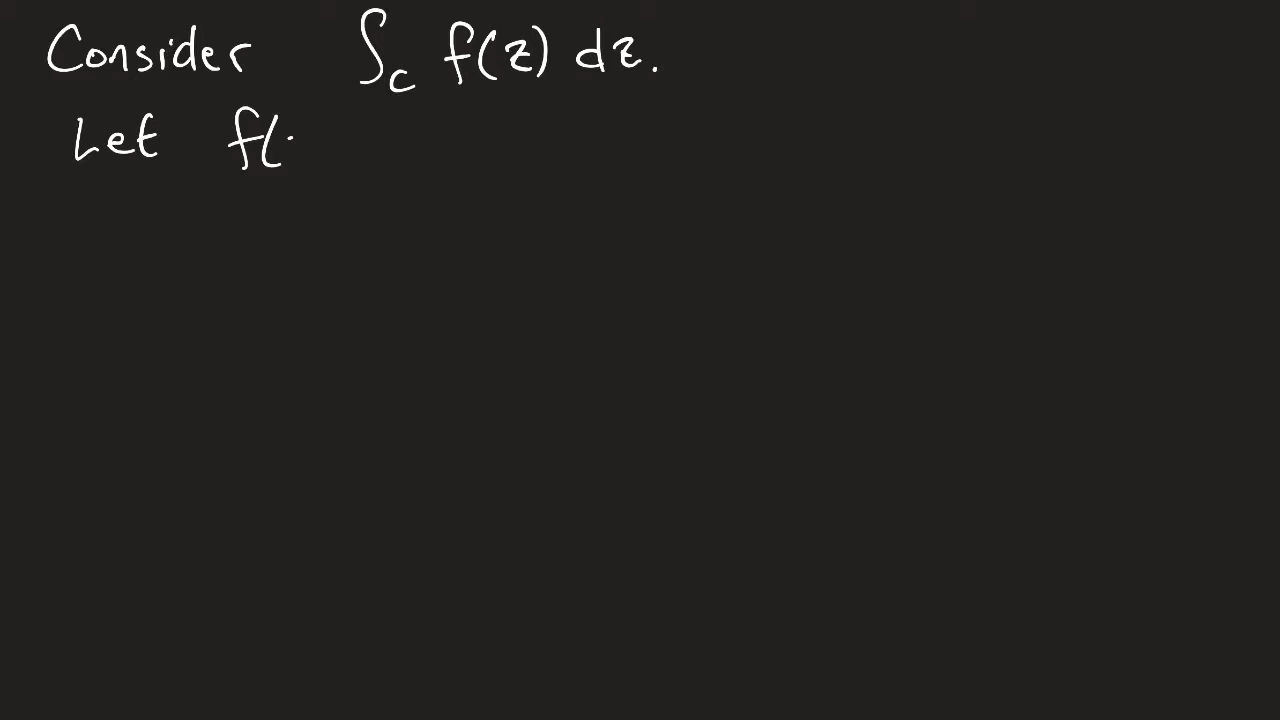 Consider ∫_C f(z) dz.
Let f(